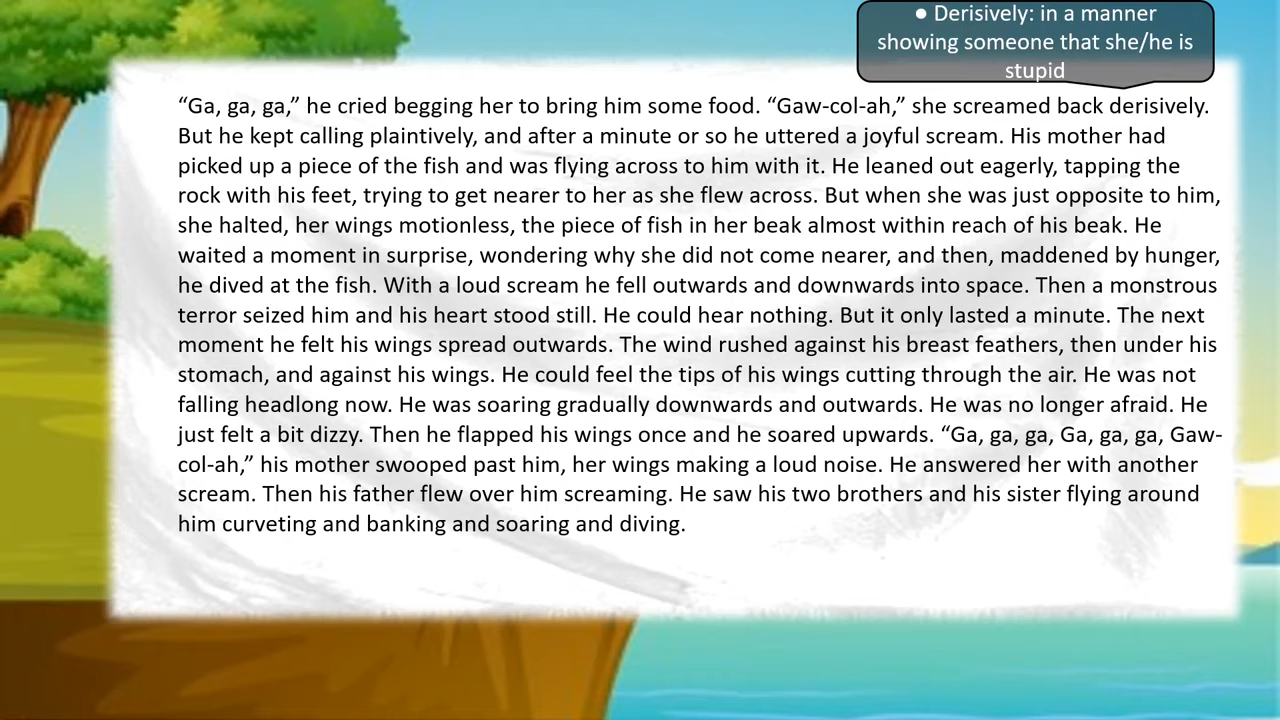 ● Derisively: in a manner
showing someone that she/he is
stupid
“Ga, ga, ga,” he cried begging her to bring him some food. “Gaw-col-ah,” she screamed back derisively.
But he kept calling plaintively, and after a minute or so he uttered a joyful scream. His mother had
picked up a piece of the fish and was flying across to him with it. He leaned out eagerly, tapping the
rock with his feet, trying to get nearer to her as she flew across. But when she was just opposite to him,
she halted, her wings motionless, the piece of fish in her beak almost within reach of his beak. He
waited a moment in surprise, wondering why she did not come nearer, and then, maddened by hunger,
he dived at the fish. With a loud scream he fell outwards and downwards into space. Then a monstrous
terror seized him and his heart stood still. He could hear nothing. But it only lasted a minute. The next
moment he felt his wings spread outwards. The wind rushed against his breast feathers, then under his
stomach, and against his wings. He could feel the tips of his wings cutting through the air. He was not
falling headlong now. He was soaring gradually downwards and outwards. He was no longer afraid. He
just felt a bit dizzy. Then he flapped his wings once and he soared upwards. “Ga, ga, ga, Ga, ga, ga, Gaw-
col-ah,” his mother swooped past him, her wings making a loud noise. He answered her with another
scream. Then his father flew over him screaming. He saw his two brothers and his sister flying around
him curveting and banking and soaring and diving.